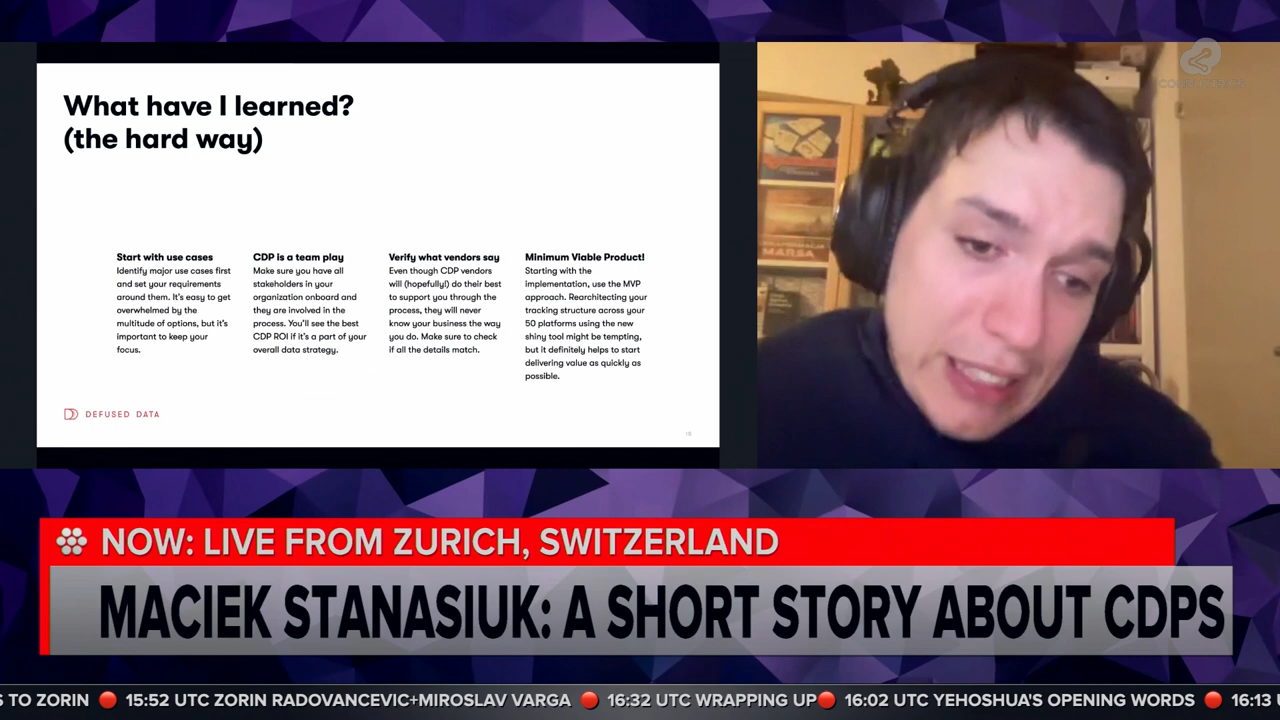 What have I learned?
(the hard way)
Start with use cases
Identify major use cases first
and set your requirements
around them. It's easy to get
overwhelmed by the
multitude of options, but it's
important to keep your
focus.
CDP is a team play
Make sure you have all
stakeholders in your
organization onboard and
they are involved in the
process. You'll see the best
CDP ROI if it's a part of your
overall data strategy.
Verify what vendors say
Even though CDP vendors
will (hopefully!) do their best
to support you through the
process, they will never
know your business the way
you do. Make sure to check
if all the details match.
Minimum Viable Product!
Starting with the
implementation, use the MVP
approach. Rearchitecting your
tracking structure across your
50 platforms using the new
shiny tool might be tempting,
but it definitely helps to start
delivering value as quickly as
possible.
DEFUSED DATA
MARSA
NOW: LIVE FROM ZURICH, SWITZERLAND
MACIEK STANASIUK: A SHORT STORY ABOUT CDPS
S TO ZORIN 15:52 UTC ZORIN RADOVANCEVIC+MIROSLAV VARGA 16:32 UTC WRAPPING UP 16:02 UTC YEHOSHUA'S OPENING WORDS 16:13